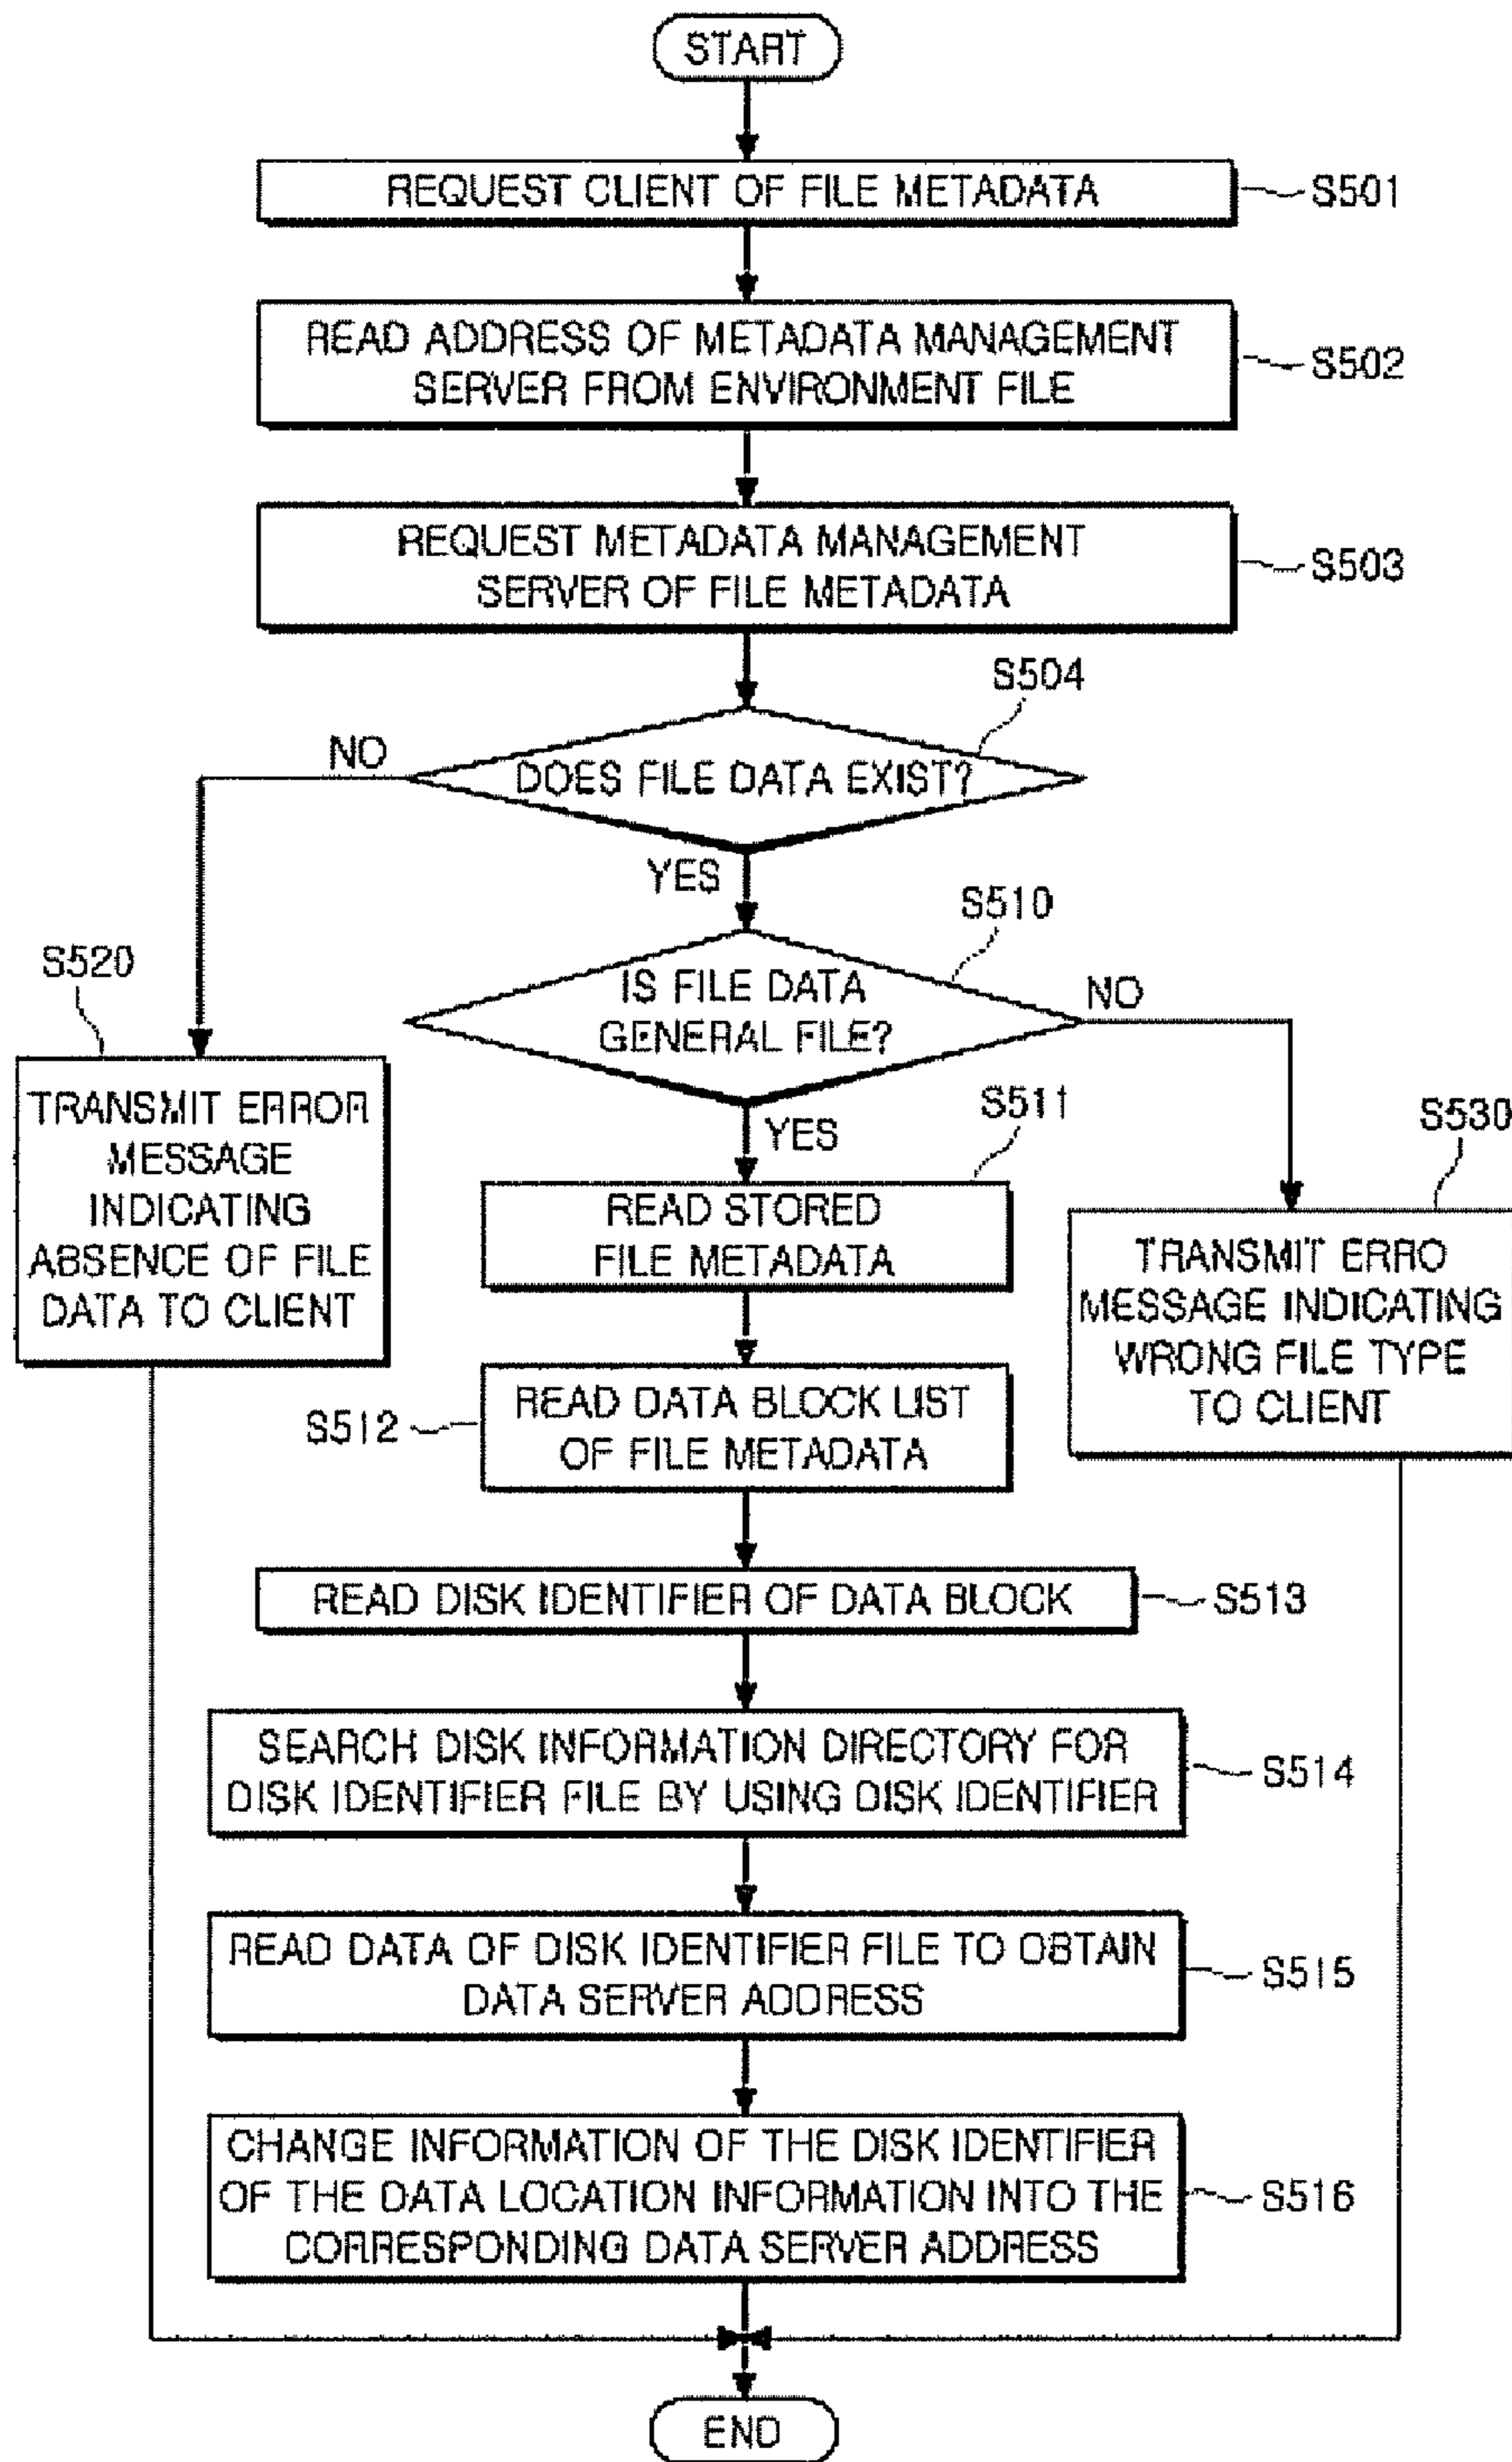 START
REQUEST CLIENT OF FILE METADATA
S501
READ ADDRESS OF METADATA MANAGEMENT
SERVER FROM ENVIRONMENT FILE
S502
REQUEST METADATA MANAGEMENT
SERVER OF FILE METADATA
S503
S504
NO
DOES FILE DATA EXIST?
YES
S510
S520
IS FILE DATA
GENERAL FILE?
NO
TRANSMIT ERROR
MESSAGE
INDICATING
ABSENCE OF FILE
DATA TO CLIENT
YES
S511
S530
READ STORED
FILE METADATA
TRANSMIT ERRO
MESSAGE INDICATING
WRONG FILE TYPE
TO CLIENT
S512
READ DATA BLOCK LIST
OF FILE METADATA
READ DISK IDENTIFIER OF DATA BLOCK
S513
SEARCH DISK INFORMATION DIRECTORY FOR
DISK IDENTIFIER FILE BY USING DISK IDENTIFIER
S514
READ DATA OF DISK IDENTIFIER FILE TO OBTAIN
DATA SERVER ADDRESS
S515
CHANGE INFORMATION OF THE DISK IDENTIFIER
OF THE DATA LOCATION INFORMATION INTO THE
CORRESPONDING DATA SERVER ADDRESS
S516
END